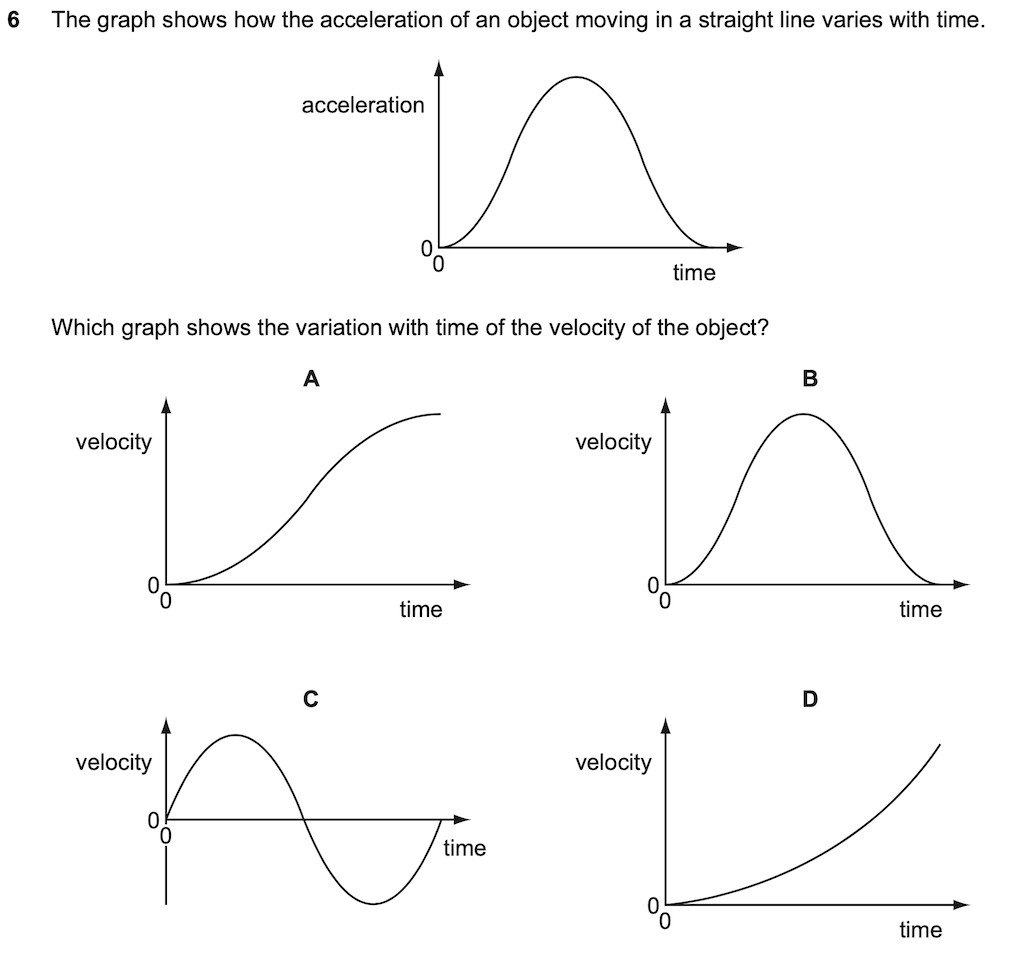 6 The graph shows how the acceleration of an object moving in a straight line varies with time.
acceleration
0
0
time
Which graph shows the variation with time of the velocity of the object?
A
velocity
0
0
time
B
velocity
0
0
time
C
velocity
0
0
time
D
velocity
0
0
time